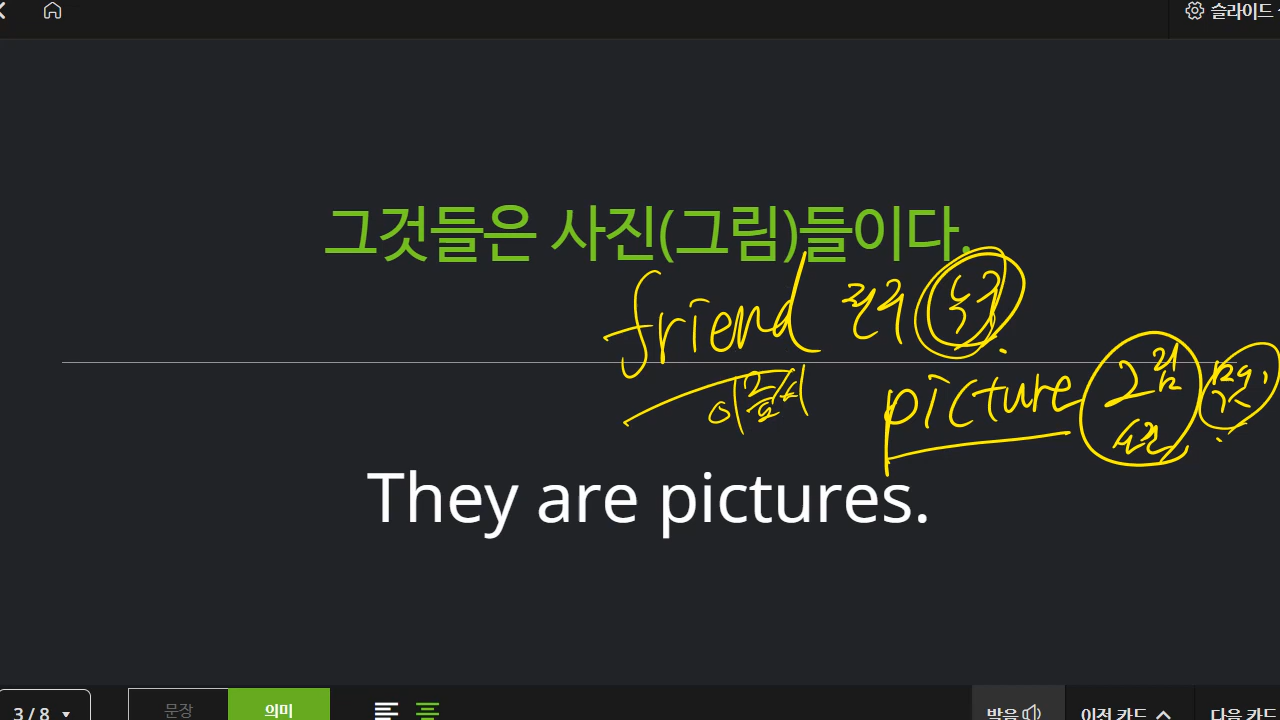 슬라이드
그것들은 사진(그림)들이다.
friend 친구
picture 그림
사진
They are pictures.
3 / 8
문장
의미
발음
이전 카드
다음 카드